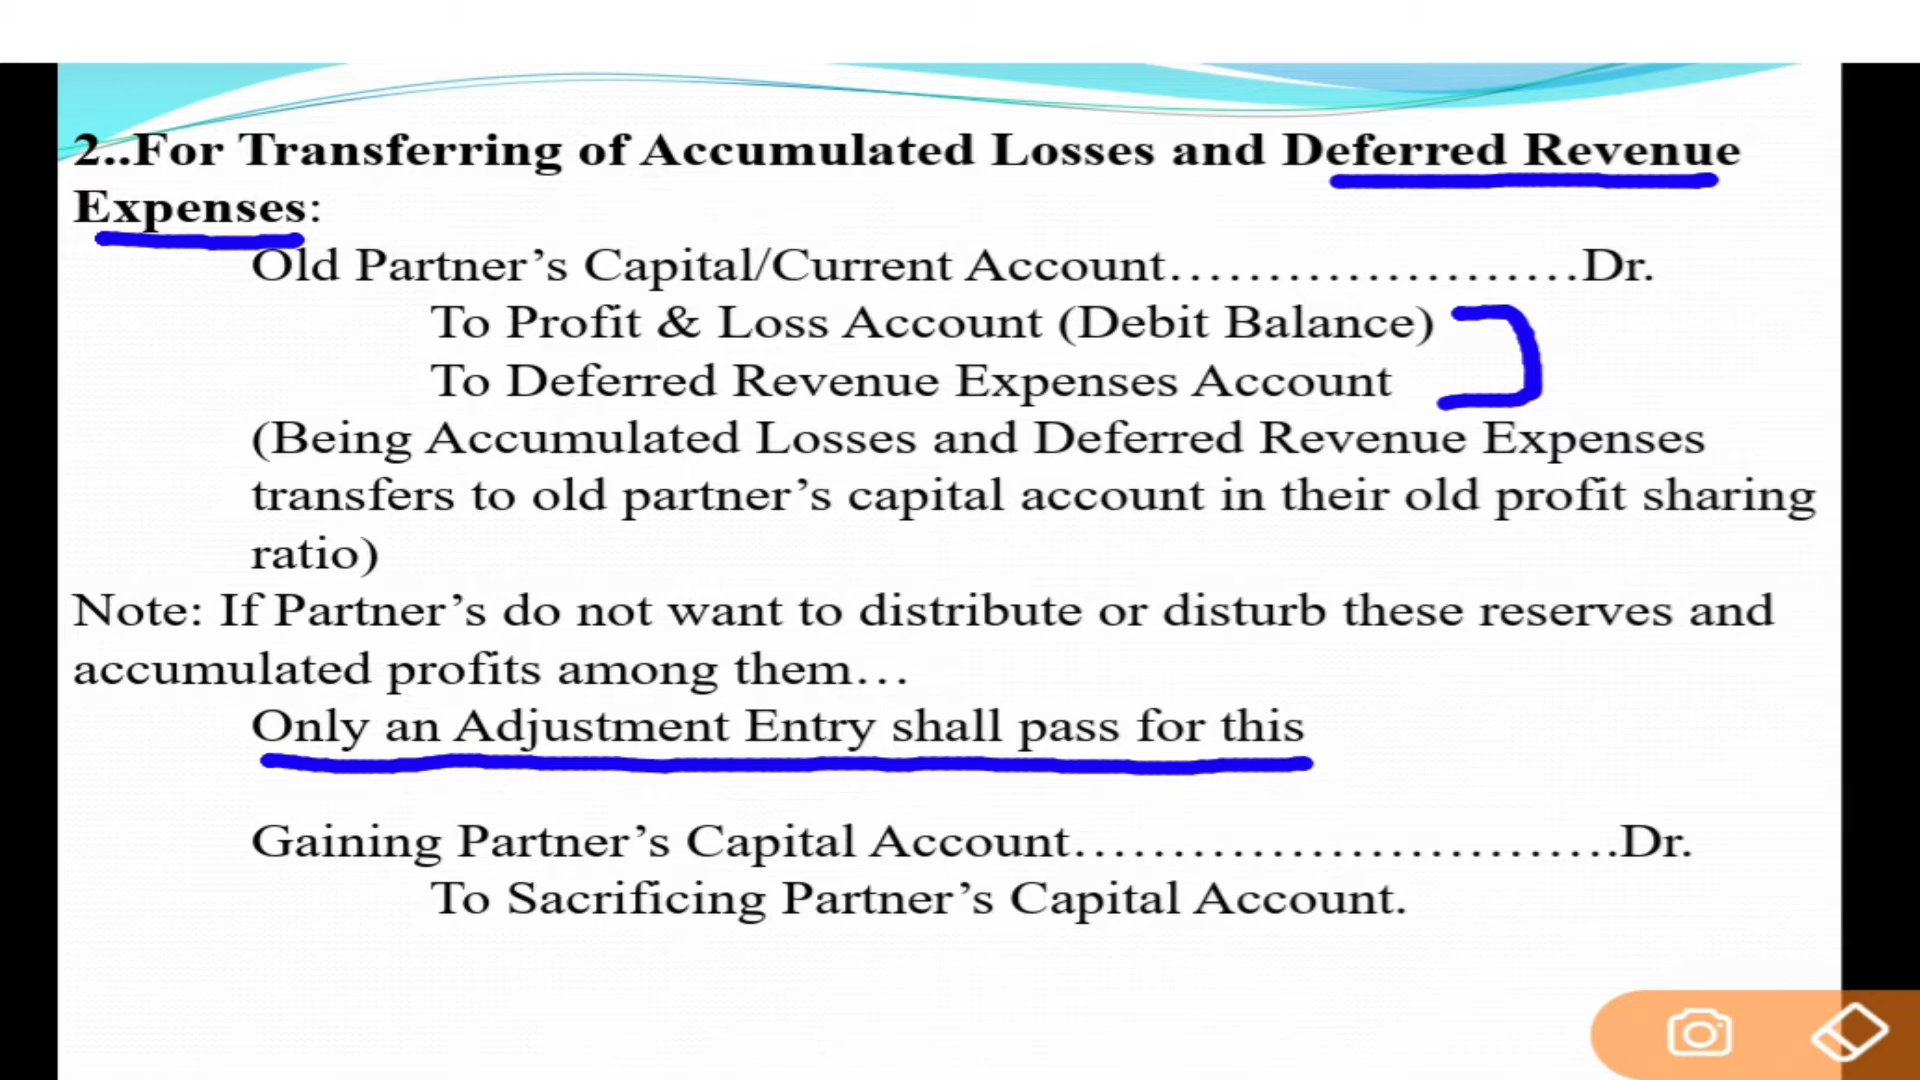 2..For Transferring of Accumulated Losses and Deferred Revenue
Expenses:
Old Partner’s Capital/Current Account…………………Dr.
To Profit & Loss Account (Debit Balance)
To Deferred Revenue Expenses Account
(Being Accumulated Losses and Deferred Revenue Expenses
transfers to old partner’s capital account in their old profit sharing
ratio)
Note: If Partner’s do not want to distribute or disturb these reserves and
accumulated profits among them…
Only an Adjustment Entry shall pass for this
Gaining Partner’s Capital Account……………………….Dr.
To Sacrificing Partner’s Capital Account.